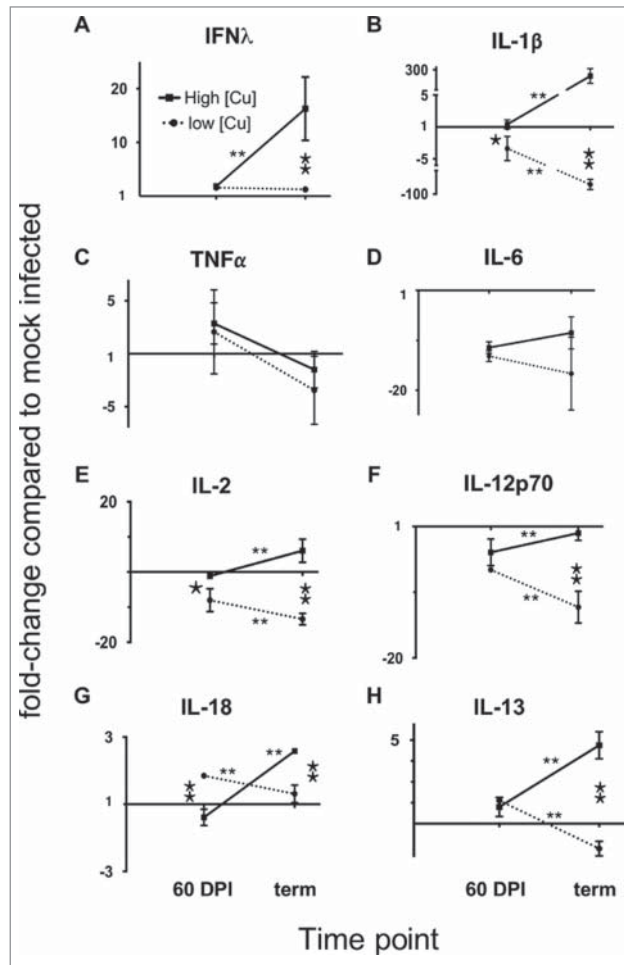 fold-change compared to mock infected
A
IFNλ
20
10
1
High [Cu]
low [Cu]
**
★★
B
IL-1β
300
5
1
-5
-100
**
★
**
★★
C
TNFα
5
1
-5
D
IL-6
1
-20
E
IL-2
20
-20
**
★
★★
**
F
IL-12p70
1
-20
**
★★
**
G
IL-18
3
1
-3
**
**
★★
★★
60 DPI
term
H
IL-13
5
**
★★
**
60 DPI
term
Time point